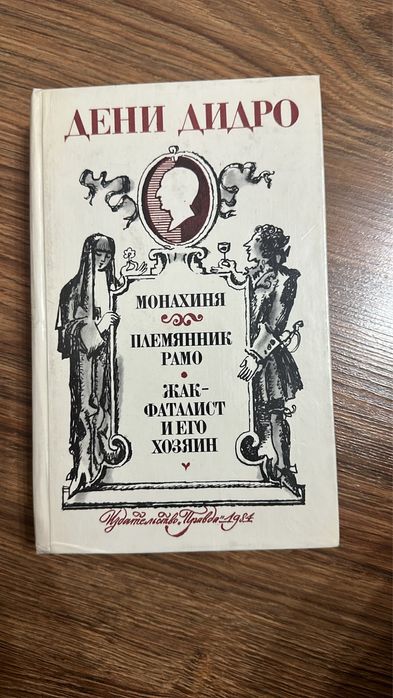 ДЕНИ ДИДРО
МОНАХИНЯ
ПЛЕМЯННИК
РАМО
ЖАК-
ФАТАЛИСТ
И ЕГО
ХОЗЯИН
Издательство „Правда“ 1984